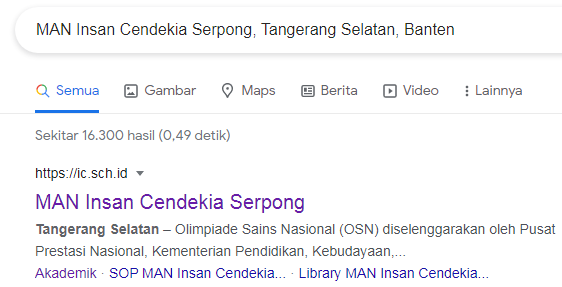 MAN Insan Cendekia Serpong, Tangerang Selatan, Banten
Semua Gambar Maps Berita Video Lainnya
Sekitar 16.300 hasil (0,49 detik)
https://ic.sch.id
MAN Insan Cendekia Serpong
Tangerang Selatan – Olimpiade Sains Nasional (OSN) diselenggarakan oleh Pusat
Prestasi Nasional, Kementerian Pendidikan, Kebudayaan,...
Akademik · SOP MAN Insan Cendekia... · Library MAN Insan Cendekia...